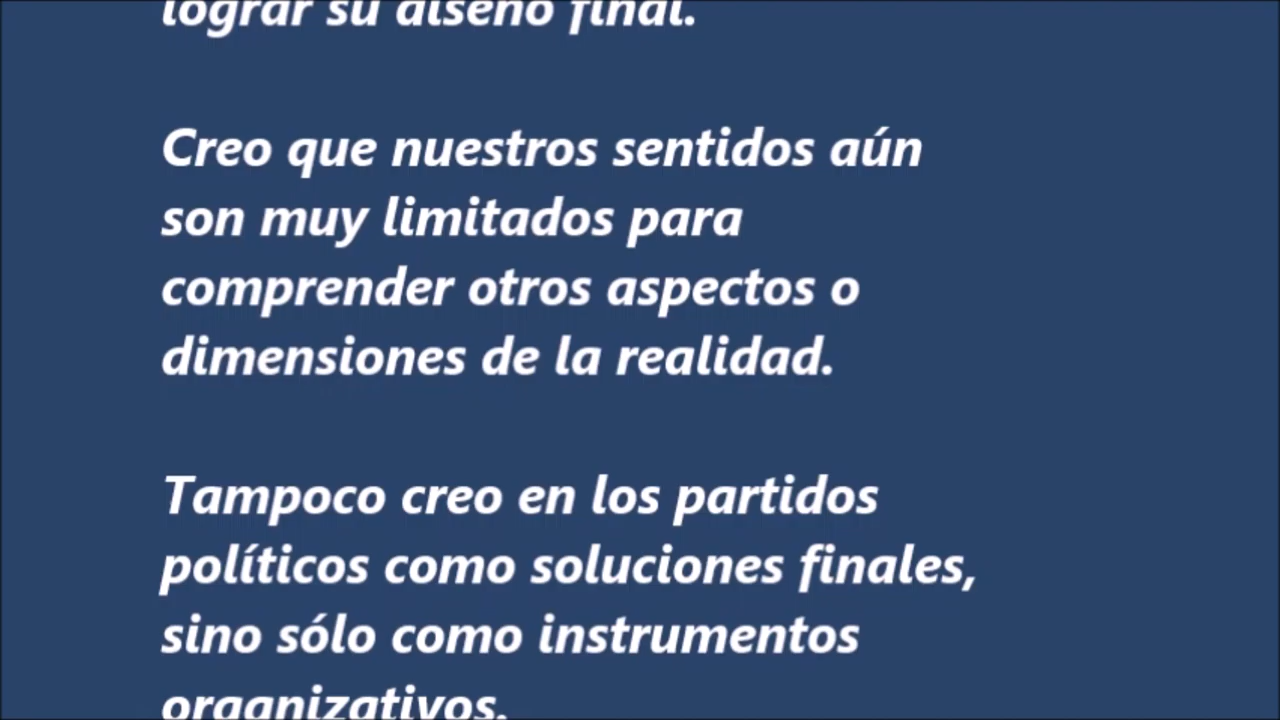 lograr su diseño final.
Creo que nuestros sentidos aún
son muy limitados para
comprender otros aspectos o
dimensiones de la realidad.
Tampoco creo en los partidos
políticos como soluciones finales,
sino sólo como instrumentos
organizativos.